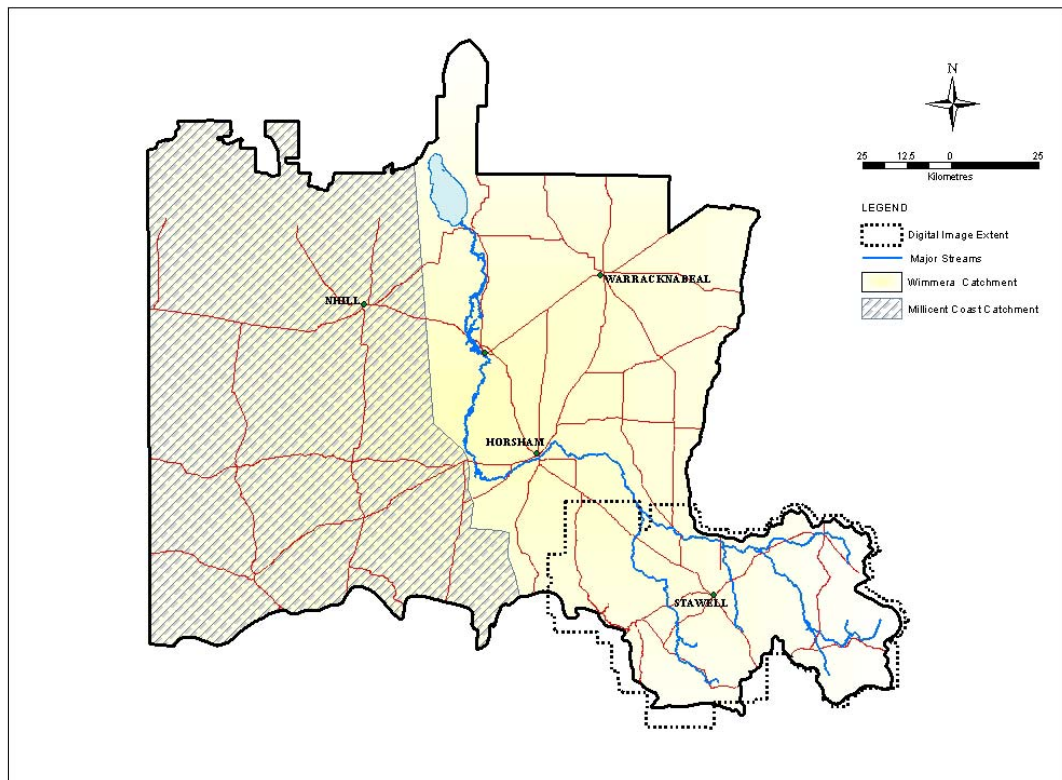 N
25 12.5 0 25
Kilometres
LEGEND
Digital Image Extent
Major Streams
Wimmera Catchment
Millicent Coast Catchment
WARRACKNABEAL
NHILL
HORSHAM
STAWELL